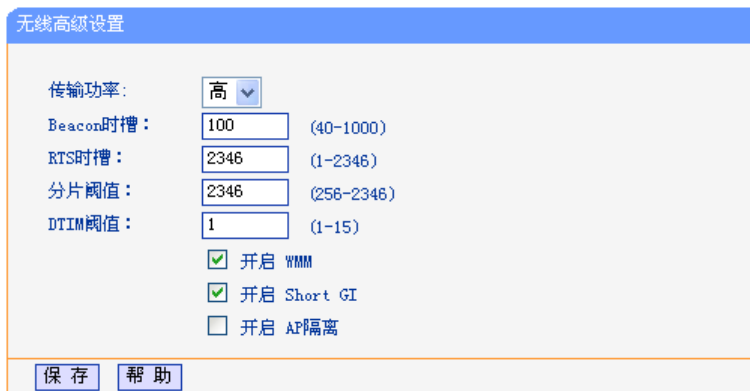 无线高级设置
传输功率: 高
Beacon时槽： 100 (40-1000)
RTS时槽： 2346 (1-2346)
分片阈值： 2346 (256-2346)
DTIM阈值： 1 (1-15)
开启 WMM
开启 Short GI
开启 AP隔离
保 存 帮 助